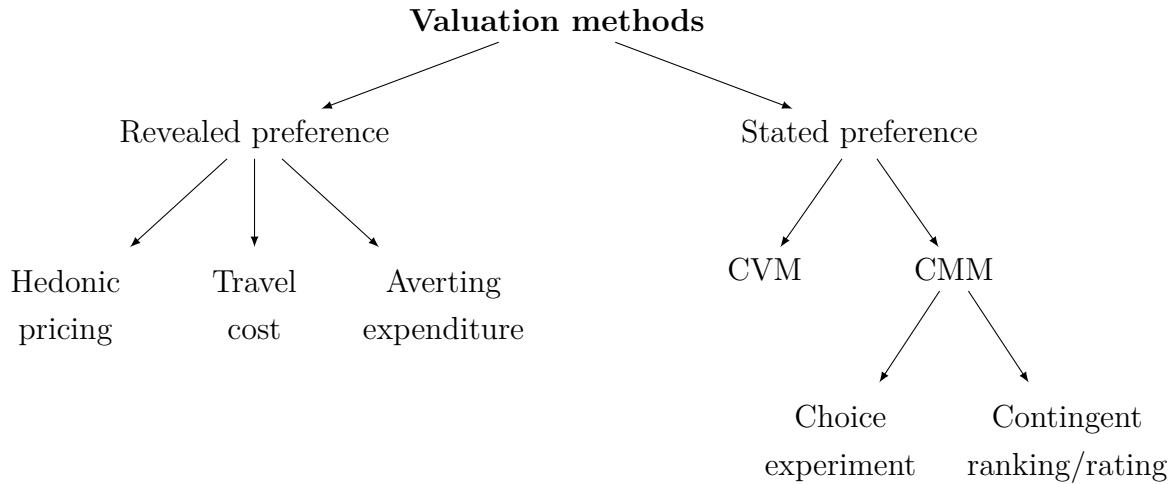 Valuation methods
Revealed preference
Stated preference
Hedonic
pricing
Travel
cost
Averting
expenditure
CVM
CMM
Choice
experiment
Contingent
ranking/rating